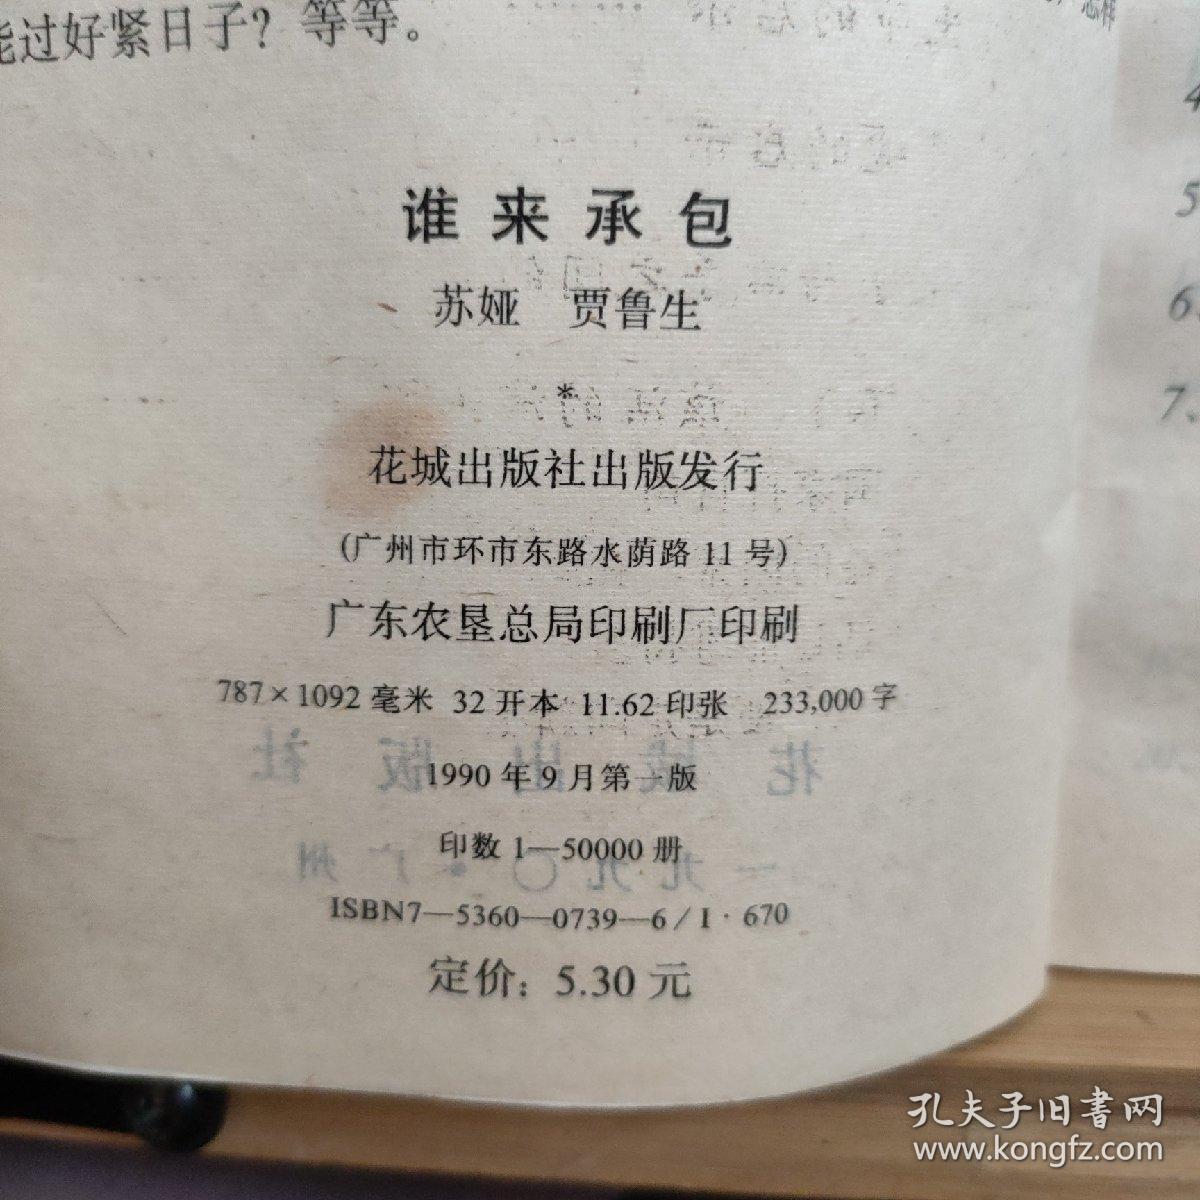 能过好紧日子？等等。
谁来承包
苏娅 贾鲁生
*
花城出版社出版发行
(广州市环市东路水荫路11号)
广东农垦总局印刷厂印刷
787×1092毫米 32开本 11.62印张 233,000字
1990年9月第一版
印数1—50000册
ISBN7—5360—0739—6/I·670
定价：5.30元
4
5
6、
7、
孔夫子旧書网
www.kongfz.com